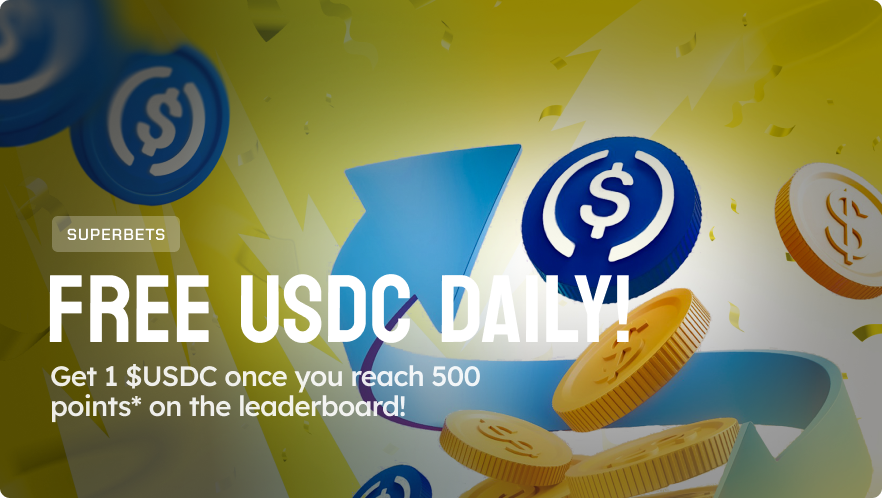 SUPERBETS
FREE USDC DAILY!
Get 1 $USDC once you reach 500
points* on the leaderboard!